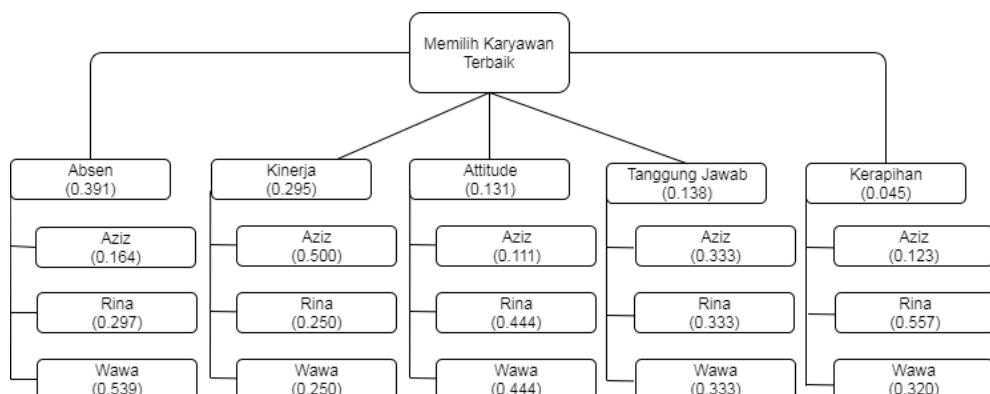 Memilih Karyawan
Terbaik
Absen
(0.391)
Kinerja
(0.295)
Attitude
(0.131)
Tanggung Jawab
(0.138)
Kerapihan
(0.045)
Aziz
(0.164)
Aziz
(0.500)
Aziz
(0.111)
Aziz
(0.333)
Aziz
(0.123)
Rina
(0.297)
Rina
(0.250)
Rina
(0.444)
Rina
(0.333)
Rina
(0.557)
Wawa
(0.539)
Wawa
(0.250)
Wawa
(0.444)
Wawa
(0.333)
Wawa
(0.320)